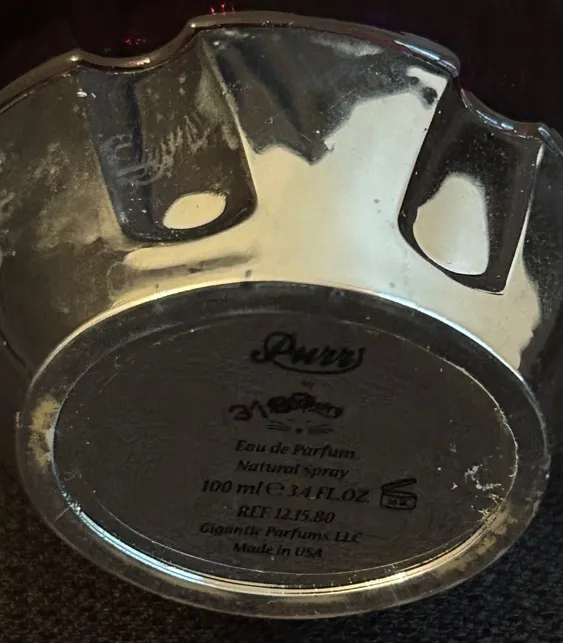 Purr
by
Eau de Parfum
Natural Spray
100 ml ℮ 3.4 FL.OZ.
REF. 12.15.80
Gigantic Parfums, LLC
Made in USA